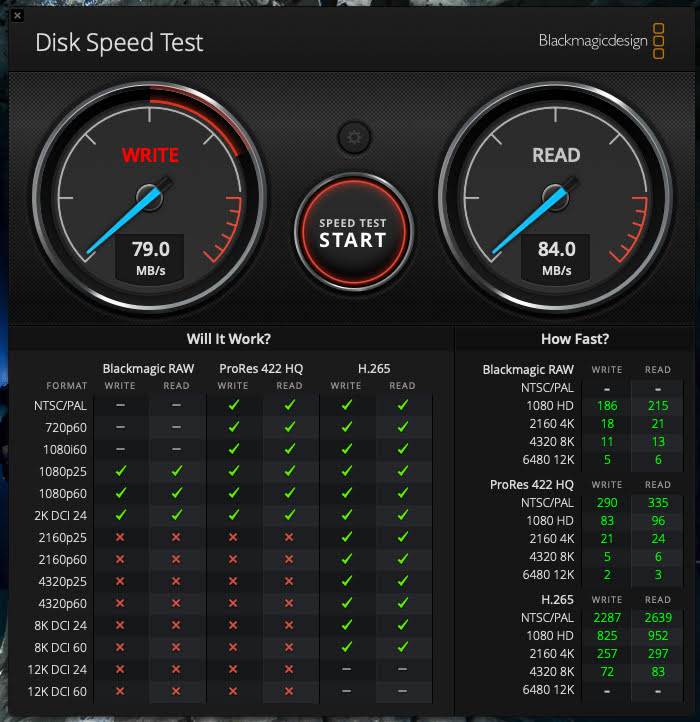 Disk Speed Test
Blackmagicdesign
WRITE
79.0
MB/s
SPEED TEST
START
READ
84.0
MB/s
Will It Work?
Blackmagic RAW ProRes 422 HQ H.265
FORMAT WRITE READ WRITE READ WRITE READ
NTSC/PAL – – ✓ ✓ ✓ ✓
720p60 – – ✓ ✓ ✓ ✓
1080i60 – – ✓ ✓ ✓ ✓
1080p25 ✓ ✓ ✓ ✓ ✓ ✓
1080p60 ✓ ✓ ✓ ✓ ✓ ✓
2K DCI 24 ✓ ✓ ✓ ✓ ✓ ✓
2160p25 × × × × ✓ ✓
2160p60 × × × × ✓ ✓
4320p25 × × × × ✓ ✓
4320p60 × × × × ✓ ✓
8K DCI 24 × × × × ✓ ✓
8K DCI 60 × × × × ✓ ✓
12K DCI 24 × × × × – –
12K DCI 60 × × × × – –
How Fast?
Blackmagic RAW WRITE READ
NTSC/PAL - -
1080 HD 186 215
2160 4K 18 21
4320 8K 11 13
6480 12K 5 6
ProRes 422 HQ WRITE READ
NTSC/PAL 290 335
1080 HD 83 96
2160 4K 21 24
4320 8K 5 6
6480 12K 2 3
H.265 WRITE READ
NTSC/PAL 2287 2639
1080 HD 825 952
2160 4K 257 297
4320 8K 72 83
6480 12K - -